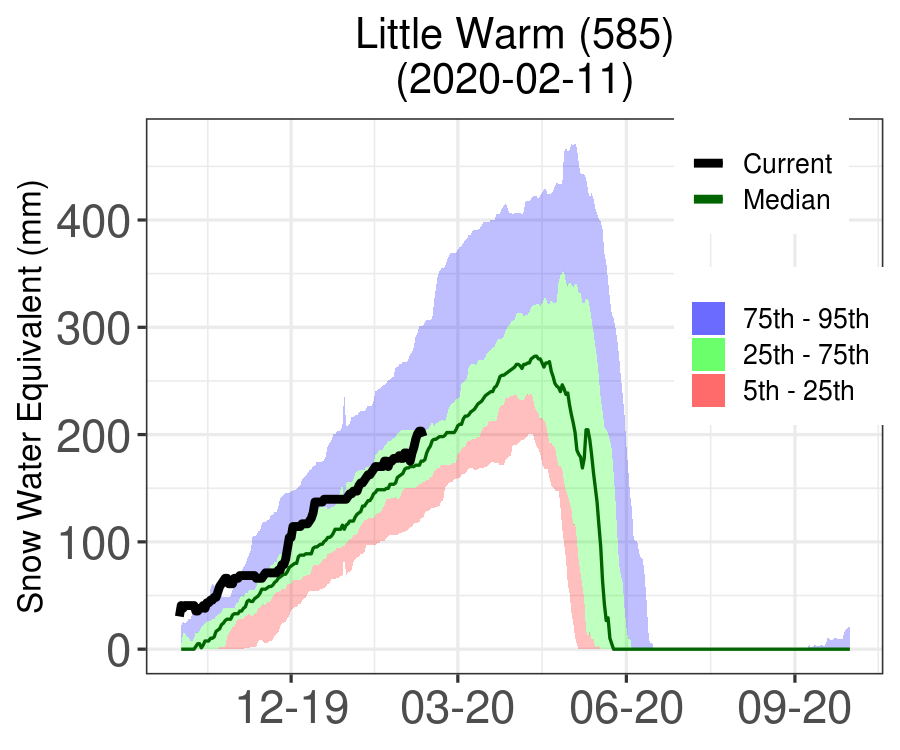 Little Warm (585)
(2020-02-11)
Snow Water Equivalent (mm)
400
300
200
100
0
12-19
03-20
06-20
09-20
Current
Median
75th - 95th
25th - 75th
5th - 25th